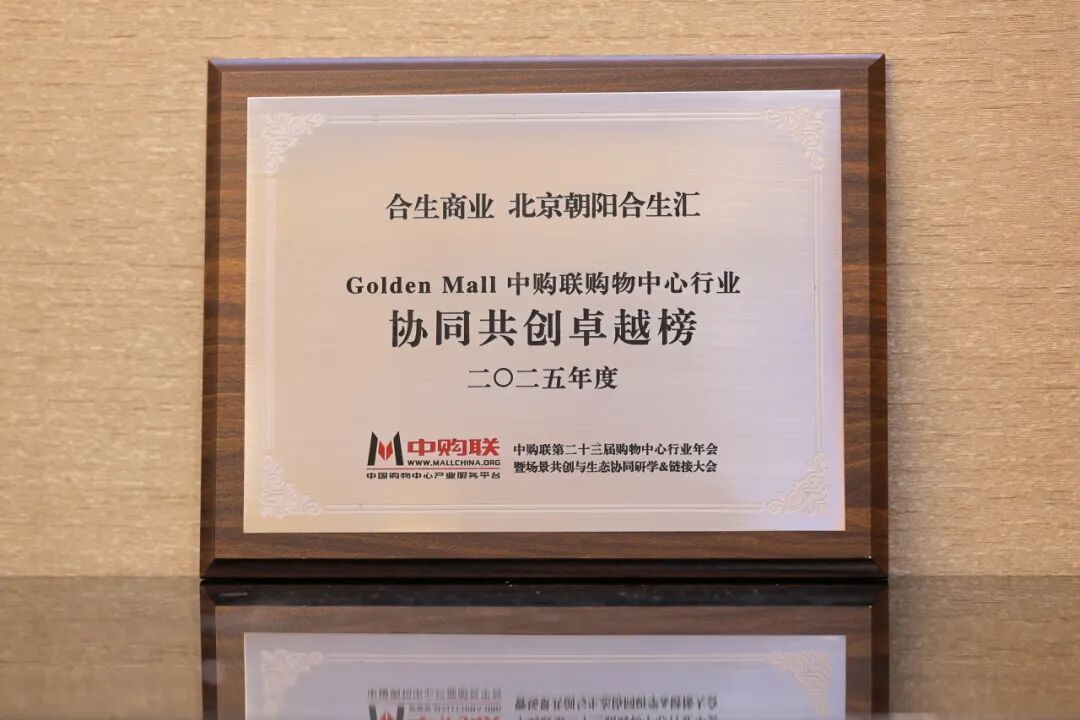 合生商业 北京朝阳合生汇
Golden Mall 中购联购物中心行业
协同共创卓越榜
二〇二五年度
中购联
WWW.MALLCHINA.ORG
中国购物中心产业服务平台
中购联第二十三届购物中心行业年会
暨场景共创与生态协同研学&链接大会